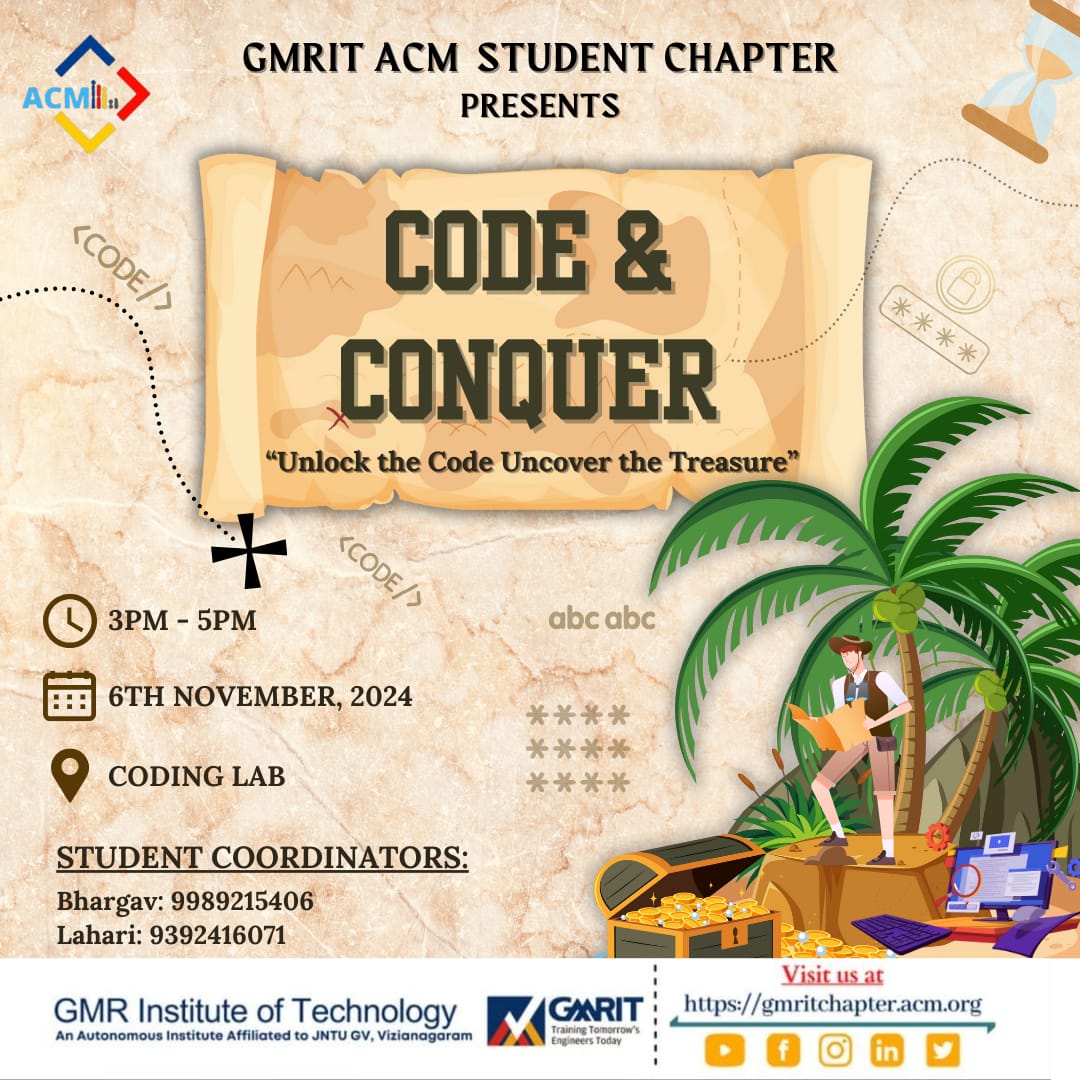 ACM
GMRIT ACM STUDENT CHAPTER
PRESENTS
<CODE/>
CODE &
CONQUER
“Unlock the Code Uncover the Treasure”
* * * *
<CODE/>
3PM - 5PM
abc abc
6TH NOVEMBER, 2024
* * * *
* * * *
* * * *
CODING LAB
STUDENT COORDINATORS:
Bhargav: 9989215406
Lahari: 9392416071
GMR Institute of Technology
An Autonomous Institute Affiliated to JNTU GV, Vizianagaram
GMRIT
Training Tomorrow's
Engineers Today
Visit us at
https://gmritchapter.acm.org